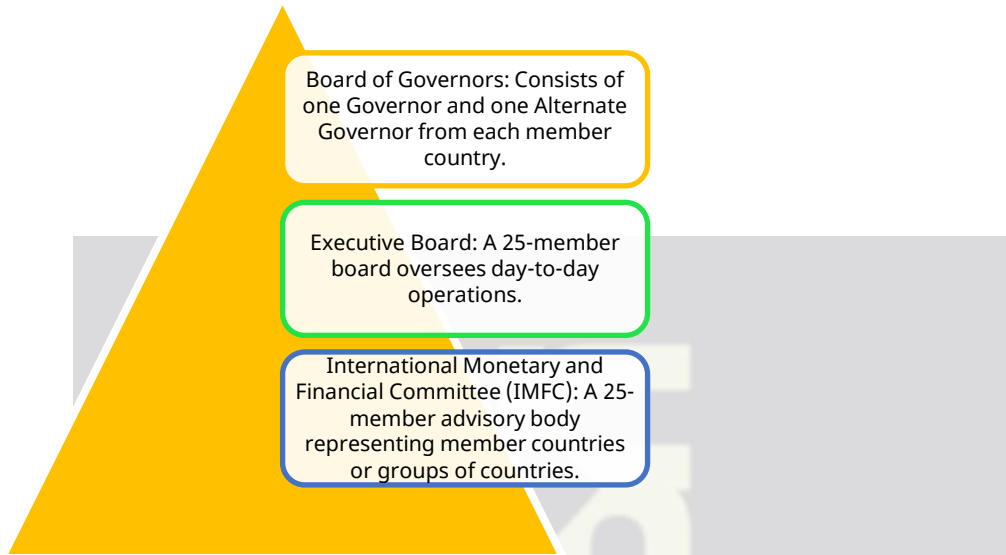 Board of Governors: Consists of
one Governor and one Alternate
Governor from each member
country.
Executive Board: A 25-member
board oversees day-to-day
operations.
International Monetary and
Financial Committee (IMFC): A 25-
member advisory body
representing member countries
or groups of countries.